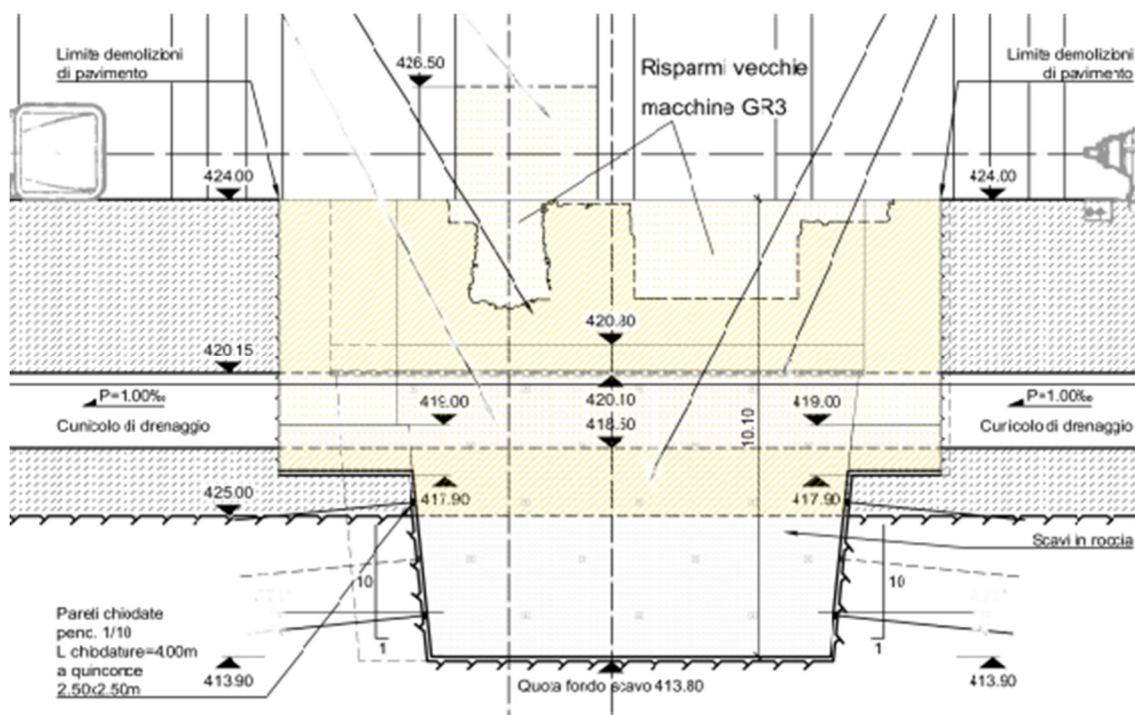 Limite demolizioni
di pavimento
426.50
Risparmi vecchie
macchine GR3
Limite demolizioni
di pavimento
424.00
424.00
420.80
420.15
P=1.00‰
Cunicolo di drenaggio
419.00
420.10
418.50
10.10
419.00
P=1.00‰
Cunicolo di drenaggio
417.90
417.90
425.00
Scavi in roccia
10
1
10
1
Pareti chiodate
penc. 1/10
L chiodature=4.00m
a quinconce
2.50x2.50m
413.90
Quota fondo scavo 413.80
413.90